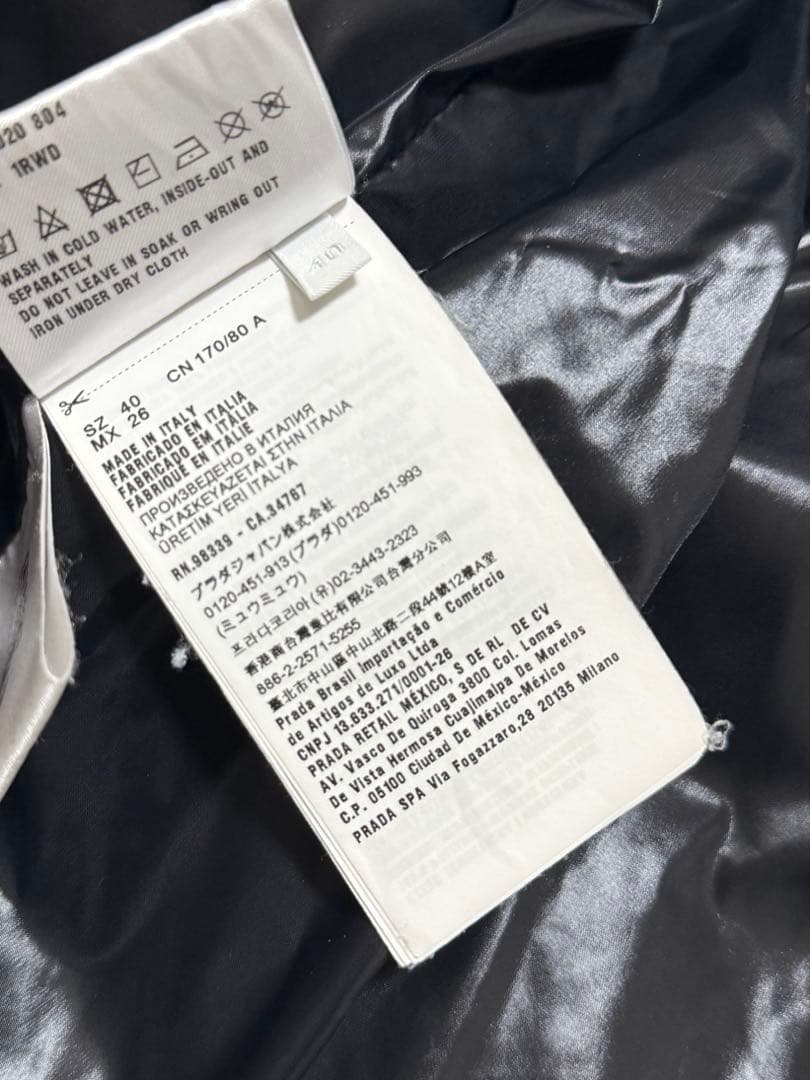 020 804
1RWD
WASH IN COLD WATER, INSIDE-OUT AND
SEPARATELY
DO NOT LEAVE IN SOAK OR WRING OUT
IRON UNDER DRY CLOTH
SZ 40 CN 170/80 A
MX 26
MADE IN ITALY
FABRICADO EN ITALIA
FABRICADO EM ITALIA
FABRIQUÉ EN ITALIE
ПРОИЗВЕДЕНО В ИТАЛИЯ
ΚΑΤΑΣΚΕΥΑΖΕΤΑΙ ΣΤΗΝ ΙΤΑΛΙΑ
ÜRETIM YERI İTALYA
RN.98339 - CA.34767
プラダジャパン株式会社
0120-451-913(プラダ)0120-451-993
(ミュウミュウ)
프라다코리아(유)02-3443-2323
香港商台灣普拉達有限公司台灣分公司
886-2-2571-5255
臺北市中山區中山北路二段44號12樓A室
Prada Brasil Importação e Comércio
de Artigos de Luxo Ltda
CNPJ 13.633.271/0001-26
PRADA RETAIL MÉXICO, S DE RL DE CV
AV. Vasco De Quiroga 3800 Col. Lomas
De Vista Hermosa Cuajimalpa De Morelos
C.P. 05100 Ciudad De México-México
PRADA SPA Via Fogazzaro,28 20135 Milano